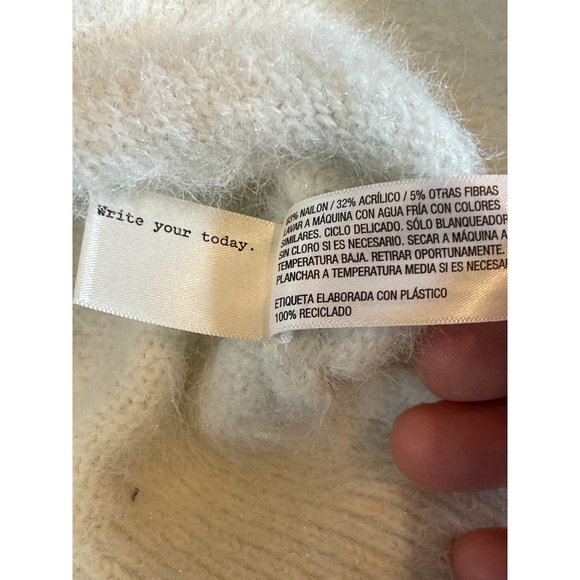 Write your today.
63% NAILON / 32% ACRÍLICO / 5% OTRAS FIBRAS
LAVAR A MÁQUINA CON AGUA FRÍA CON COLORES
SIMILARES. CICLO DELICADO. SÓLO BLANQUEADOR
SIN CLORO SI ES NECESARIO. SECAR A MÁQUINA A
TEMPERATURA BAJA. RETIRAR OPORTUNAMENTE.
PLANCHAR A TEMPERATURA MEDIA SI ES NECESAR
ETIQUETA ELABORADA CON PLÁSTICO
100% RECICLADO